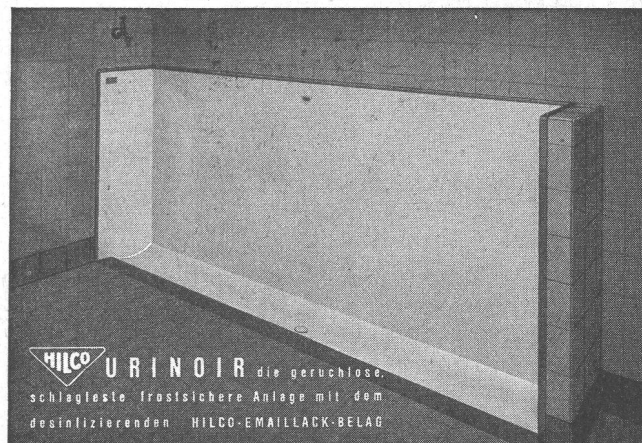 HILCO URINOIR die geruchlose,
schlagfeste frostsichere Anlage mit dem
desinfizierenden HILCO-EMAILLACK-BELAG